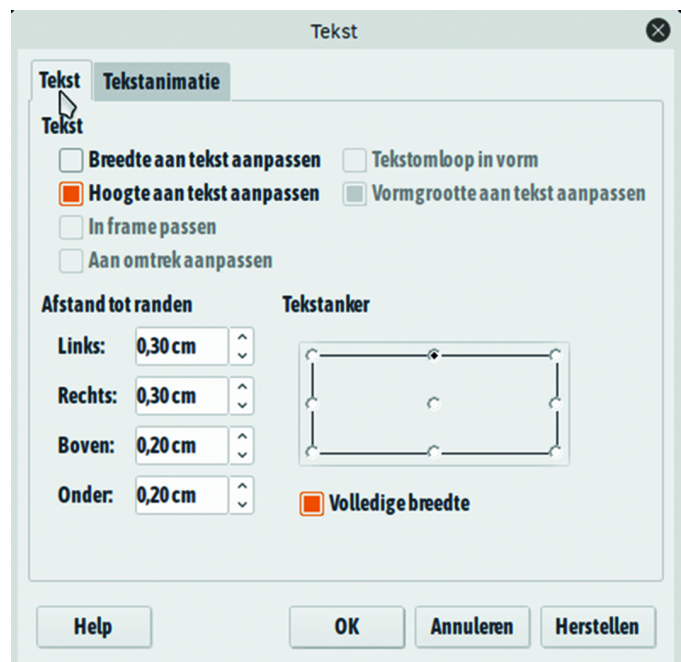 Tekst
Tekst Tekstanimatie
Tekst
Breedte aan tekst aanpassen Tekstomloop in vorm
Hoogte aan tekst aanpassen Vormgrootte aan tekst aanpassen
In frame passen
Aan omtrek aanpassen
Afstand tot randen Tekstanker
Links: 0,30 cm
Rechts: 0,30 cm
Boven: 0,20 cm
Onder: 0,20 cm
Volledige breedte
Help OK Annuleren Herstellen